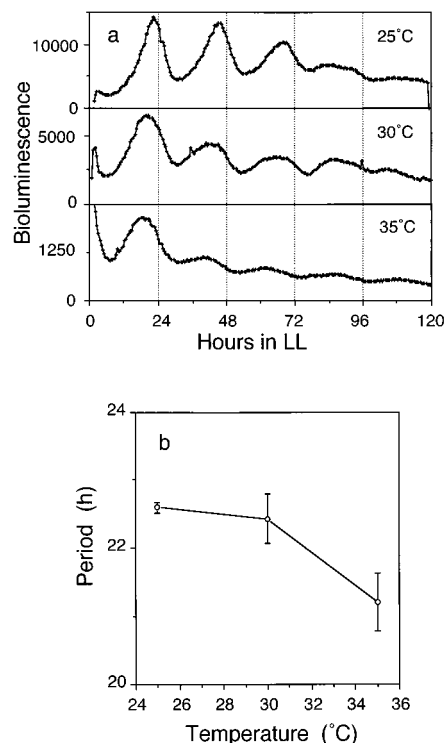 a
25°C
10000
0
Bioluminescence
30°C
5000
0
35°C
1250
0
0 24 48 72 96 120
Hours in LL
b
24
22
20
Period (h)
24 26 28 30 32 34 36
Temperature (°C)